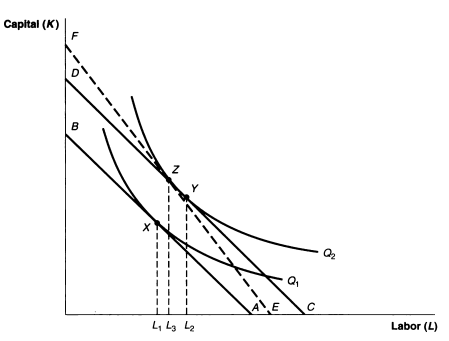 Capital (K)
F
D
B
Z
Y
X
Q2
Q1
A E C
L1 L3 L2
Labor (L)